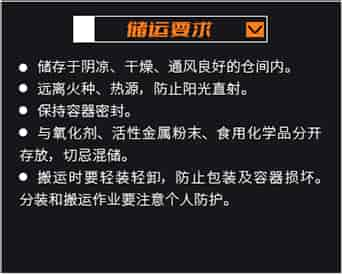 储运要求
● 储存于阴凉、干燥、通风良好的仓间内。
● 远离火种、热源，防止阳光直射。
● 保持容器密封。
● 与氧化剂、活性金属粉末、食用化学品分开
存放，切忌混储。
● 搬运时要轻装轻卸，防止包装及容器损坏。
分装和搬运作业要注意个人防护。